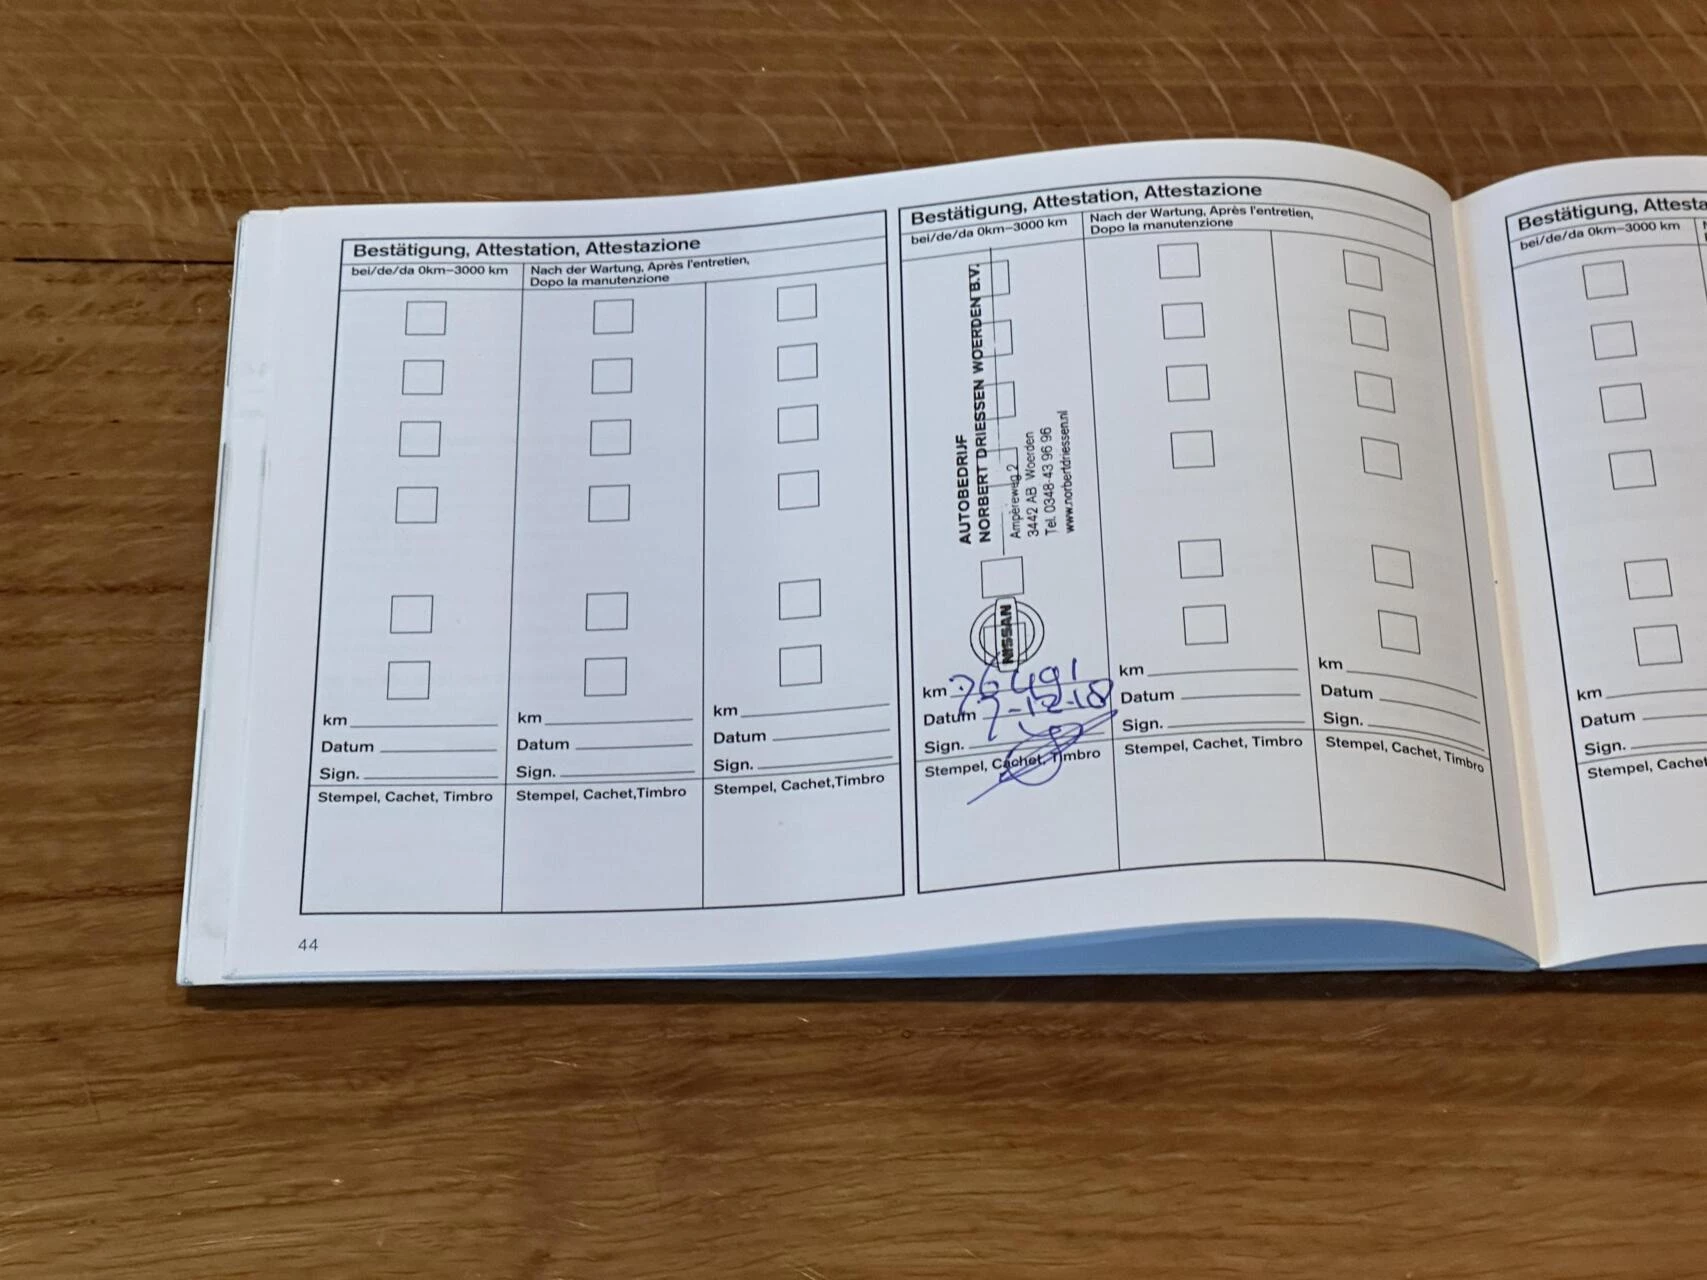 Bestätigung, Attestation, Attestazione
bei/de/da 0km–3000 km
Nach der Wartung, Après l'entretien,
Dopo la manutenzione
km
Datum
Sign.
Stempel, Cachet, Timbro
km
Datum
Sign.
Stempel, Cachet,Timbro
km
Datum
Sign.
Stempel, Cachet,Timbro
44
Bestätigung, Attestation, Attestazione
bei/de/da 0km–3000 km
Nach der Wartung, Après l'entretien,
Dopo la manutenzione
AUTOBEDRIJF
NORBERT DRIESSEN WOERDEN B.V.
Ampèreweg 2
3442 AB Woerden
Tel. 0348-43 96 96
www.norbertdriessen.nl
NISSAN
km 76491
Datum 7-12-18
Sign.
Stempel, Cachet, Timbro
km
Datum
Sign.
Stempel, Cachet, Timbro
km
Datum
Sign.
Stempel, Cachet, Timbro
Bestätigung, Attesta
bei/de/da 0km–3000 km
km
Datum
Sign.
Stempel, Cachet